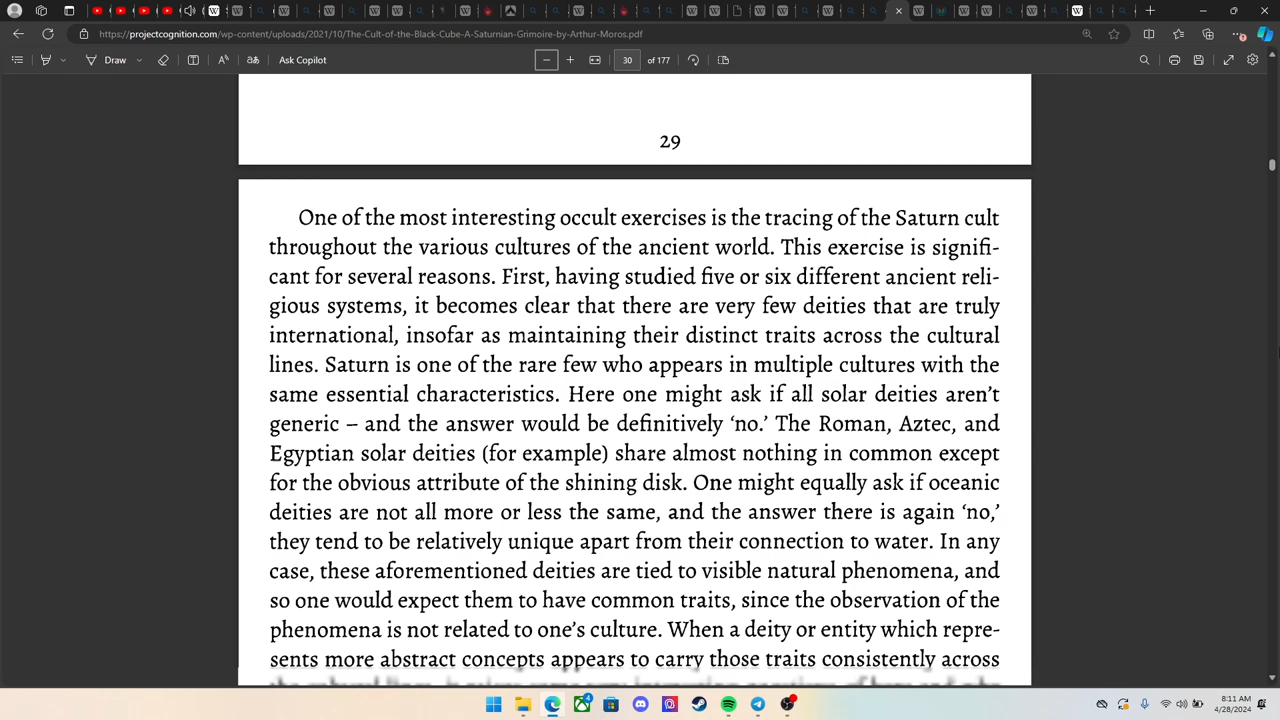 https://projectcognition.com/wp-content/uploads/2021/10/The-Cult-of-the-Black-Cube-A-Saturnian-Grimoire-by-Arthur-Moros.pdf
Draw
Ask Copilot
30 of 177
29
One of the most interesting occult exercises is the tracing of the Saturn cult
throughout the various cultures of the ancient world. This exercise is signifi-
cant for several reasons. First, having studied five or six different ancient reli-
gious systems, it becomes clear that there are very few deities that are truly
international, insofar as maintaining their distinct traits across the cultural
lines. Saturn is one of the rare few who appears in multiple cultures with the
same essential characteristics. Here one might ask if all solar deities aren’t
generic – and the answer would be definitively ‘no.’ The Roman, Aztec, and
Egyptian solar deities (for example) share almost nothing in common except
for the obvious attribute of the shining disk. One might equally ask if oceanic
deities are not all more or less the same, and the answer there is again ‘no,’
they tend to be relatively unique apart from their connection to water. In any
case, these aforementioned deities are tied to visible natural phenomena, and
so one would expect them to have common traits, since the observation of the
phenomena is not related to one’s culture. When a deity or entity which repre-
sents more abstract concepts appears to carry those traits consistently across
8:11 AM
4/28/2024